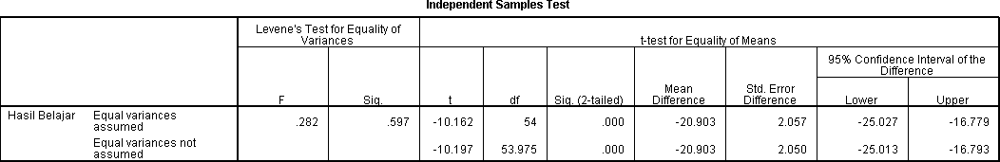 Independent Samples Test
Levene's Test for Equality of
Variances
t-test for Equality of Means
95% Confidence Interval of the
Difference
F Sig. t df Sig. (2-tailed) Mean
Difference Std. Error
Difference Lower Upper
Hasil Belajar Equal variances
assumed .282 .597 -10.162 54 .000 -20.903 2.057 -25.027 -16.779
Equal variances not
assumed -10.197 53.975 .000 -20.903 2.050 -25.013 -16.793